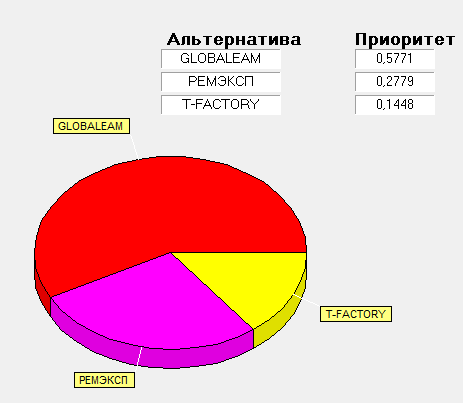 Альтернатива Приоритет
GLOBALEAM 0,5771
РЕМЭКСП 0,2779
T-FACTORY 0,1448
GLOBALEAM
T-FACTORY
РЕМЭКСП